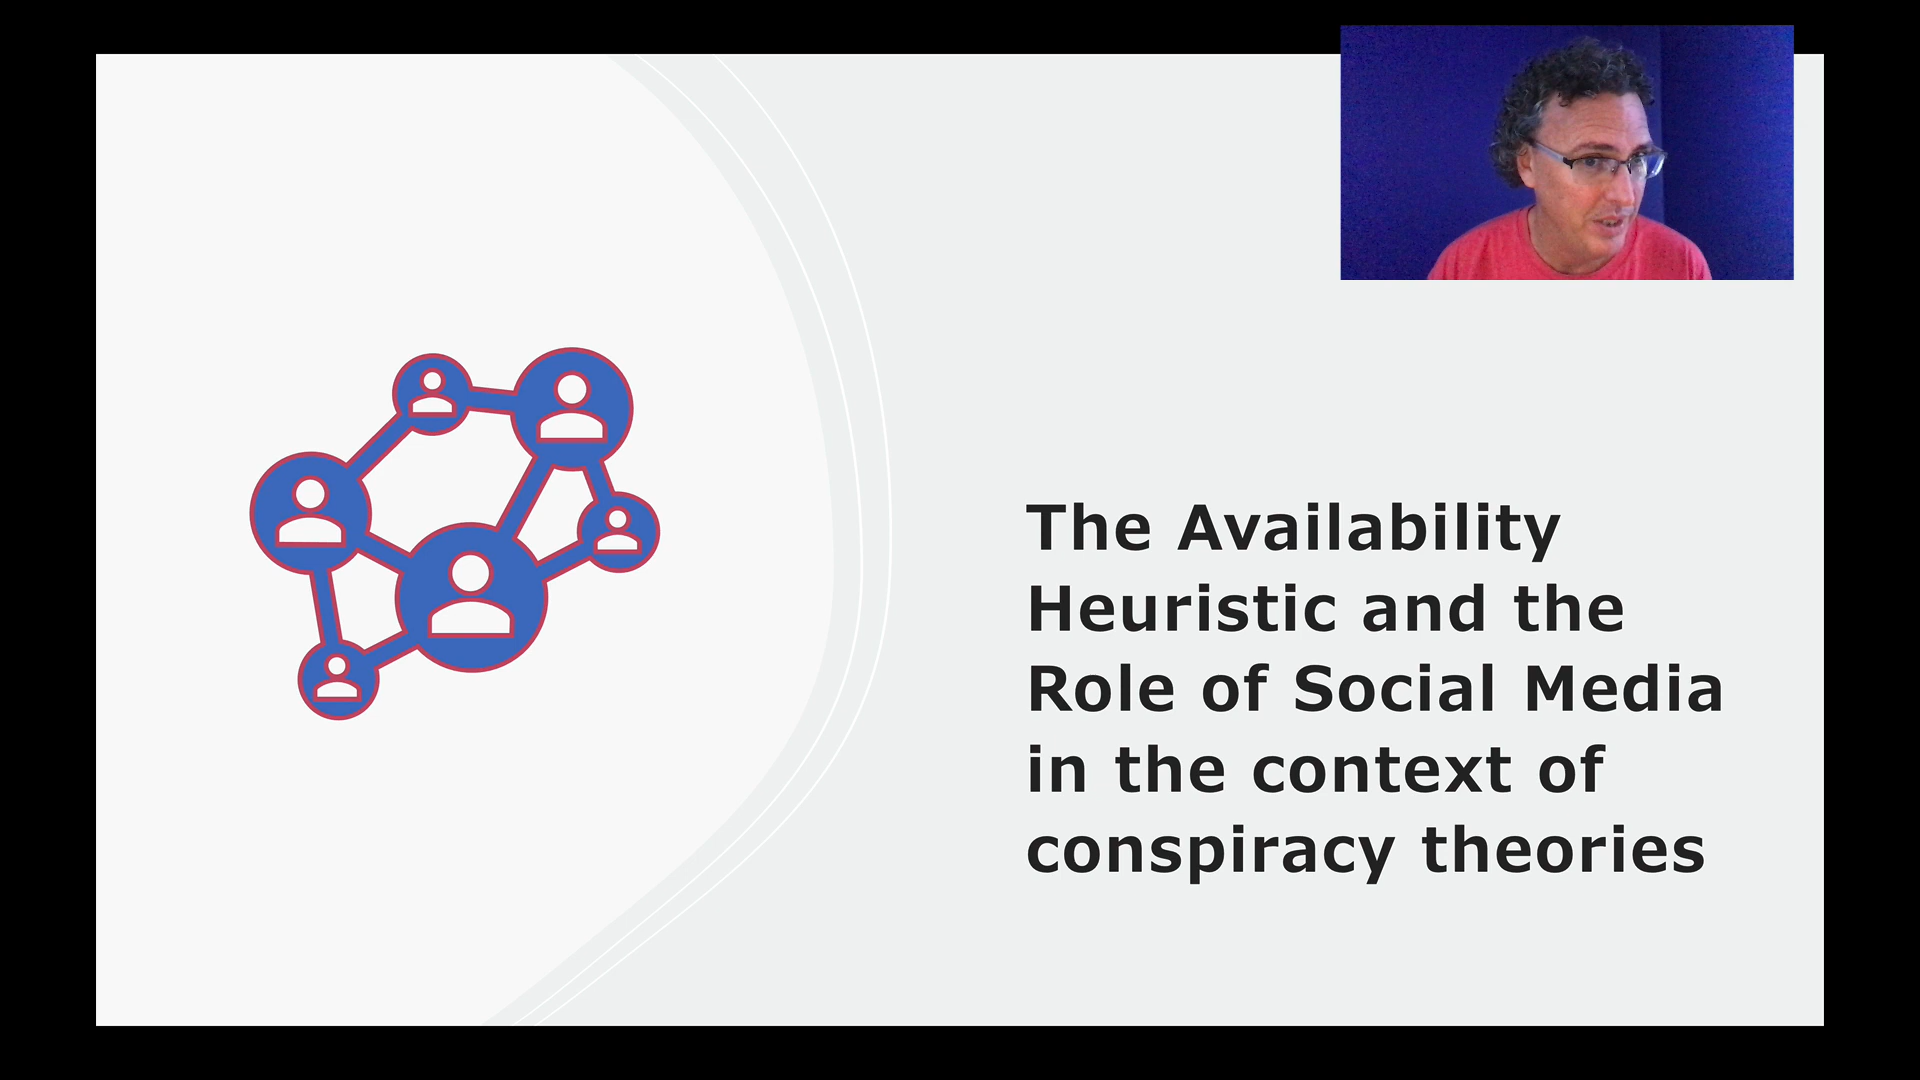 The Availability
Heuristic and the
Role of Social Media
in the context of
conspiracy theories